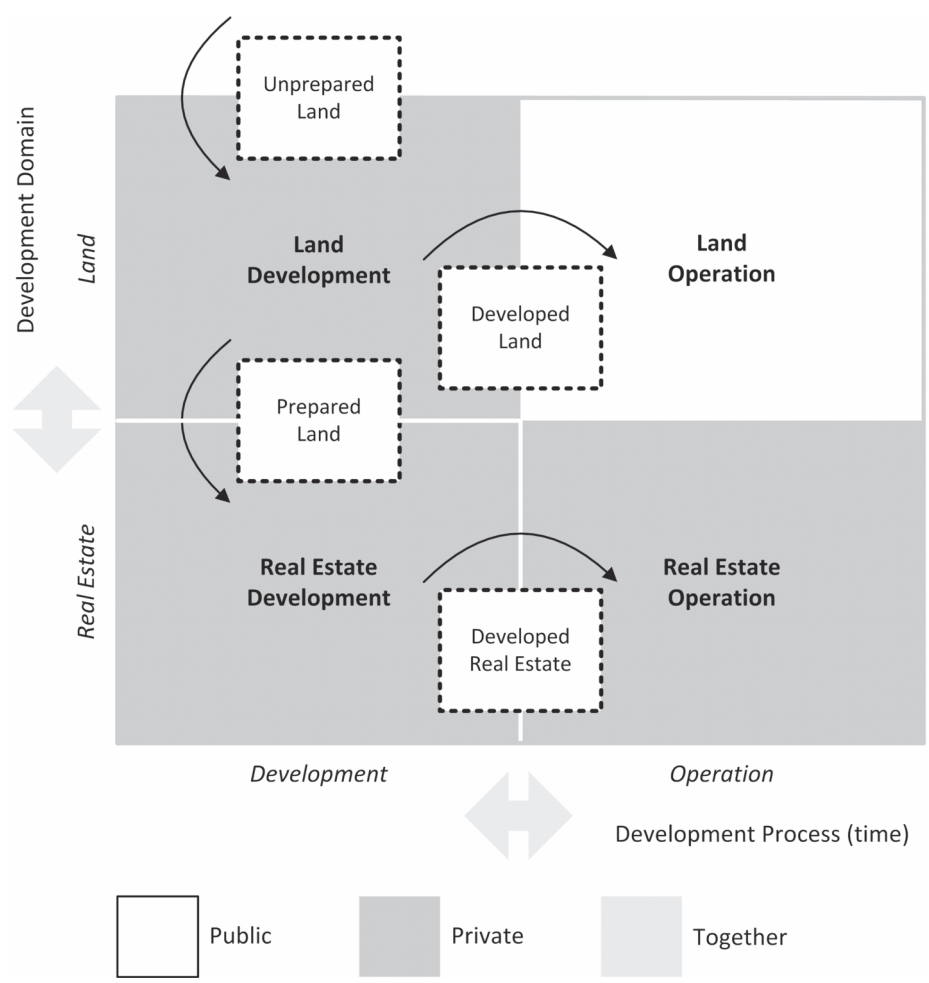 Unprepared
Land
Development Domain
Land
Land
Development
Land
Operation
Developed
Land
Prepared
Land
Real Estate
Real Estate
Development
Real Estate
Operation
Developed
Real Estate
Development
Operation
Development Process (time)
Public
Private
Together